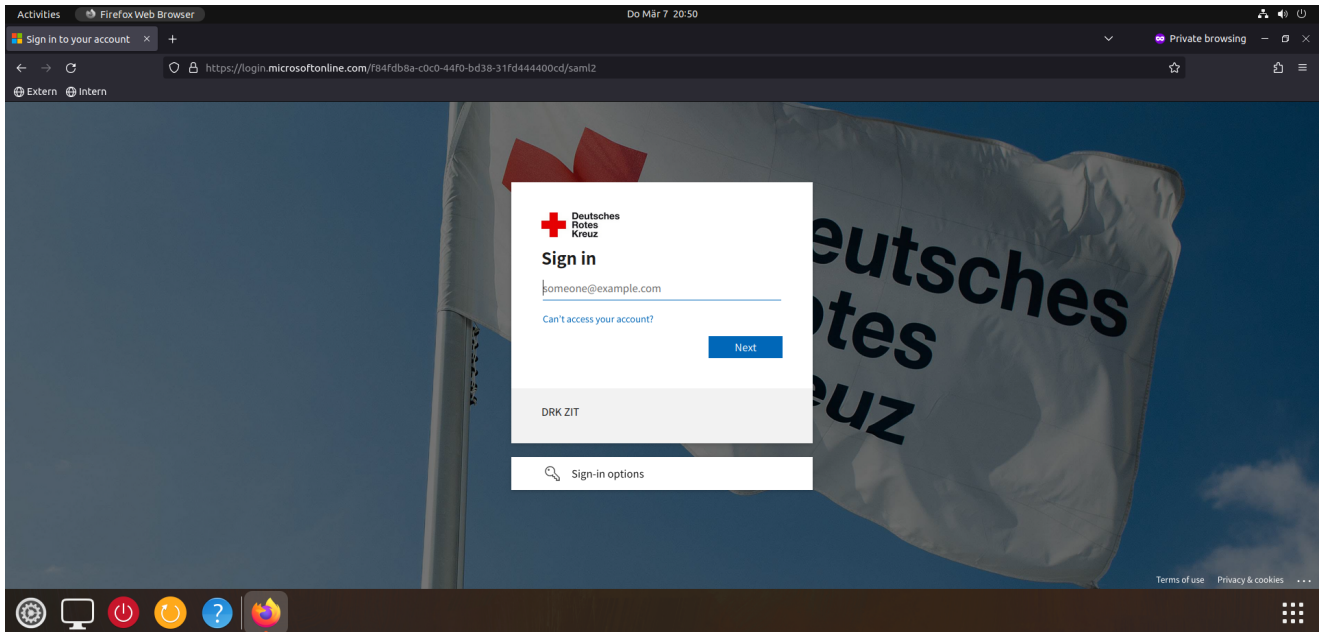 Activities Firefox Web Browser Do Mär 7 20:50
Sign in to your account × +
Private browsing
https://login.microsoftonline.com/f84fdb8a-c0c0-44f0-bd38-31fd444400cd/saml2
Extern Intern
Deutsches
Rotes
Kreuz
Sign in
someone@example.com
Can't access your account?
Next
DRK ZIT
Sign-in options
eutsches
otes
reuz
Terms of use Privacy & cookies ...
?